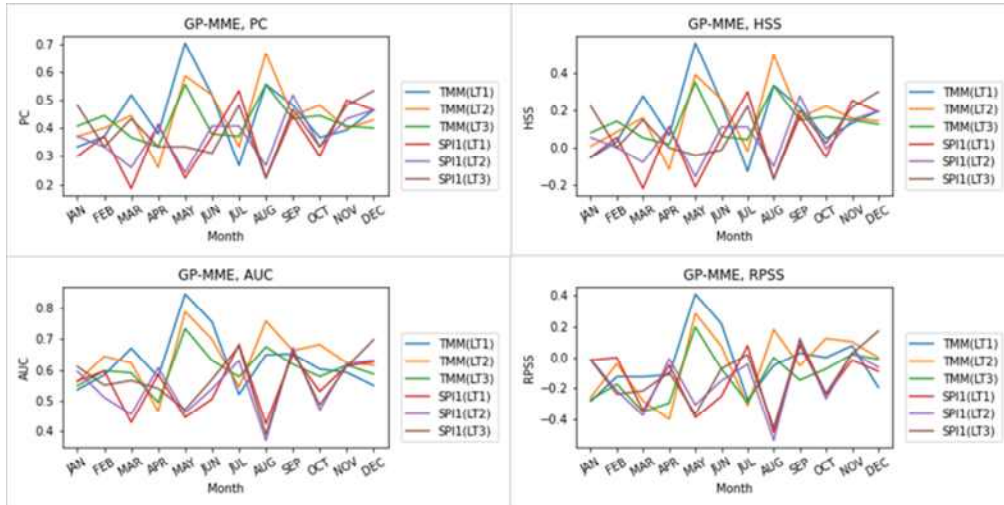 GP-MME, PC
PC
0.7
0.6
0.5
0.4
0.3
0.2
JAN FEB MAR APR MAY JUN JUL AUG SEP OCT NOV DEC
Month
TMM(LT1)
TMM(LT2)
TMM(LT3)
SPI1(LT1)
SPI1(LT2)
SPI1(LT3)
GP-MME, HSS
HSS
0.4
0.2
0.0
−0.2
JAN FEB MAR APR MAY JUN JUL AUG SEP OCT NOV DEC
Month
TMM(LT1)
TMM(LT2)
TMM(LT3)
SPI1(LT1)
SPI1(LT2)
SPI1(LT3)
GP-MME, AUC
AUC
0.8
0.7
0.6
0.5
0.4
JAN FEB MAR APR MAY JUN JUL AUG SEP OCT NOV DEC
Month
TMM(LT1)
TMM(LT2)
TMM(LT3)
SPI1(LT1)
SPI1(LT2)
SPI1(LT3)
GP-MME, RPSS
RPSS
0.4
0.2
0.0
−0.2
−0.4
JAN FEB MAR APR MAY JUN JUL AUG SEP OCT NOV DEC
Month
TMM(LT1)
TMM(LT2)
TMM(LT3)
SPI1(LT1)
SPI1(LT2)
SPI1(LT3)